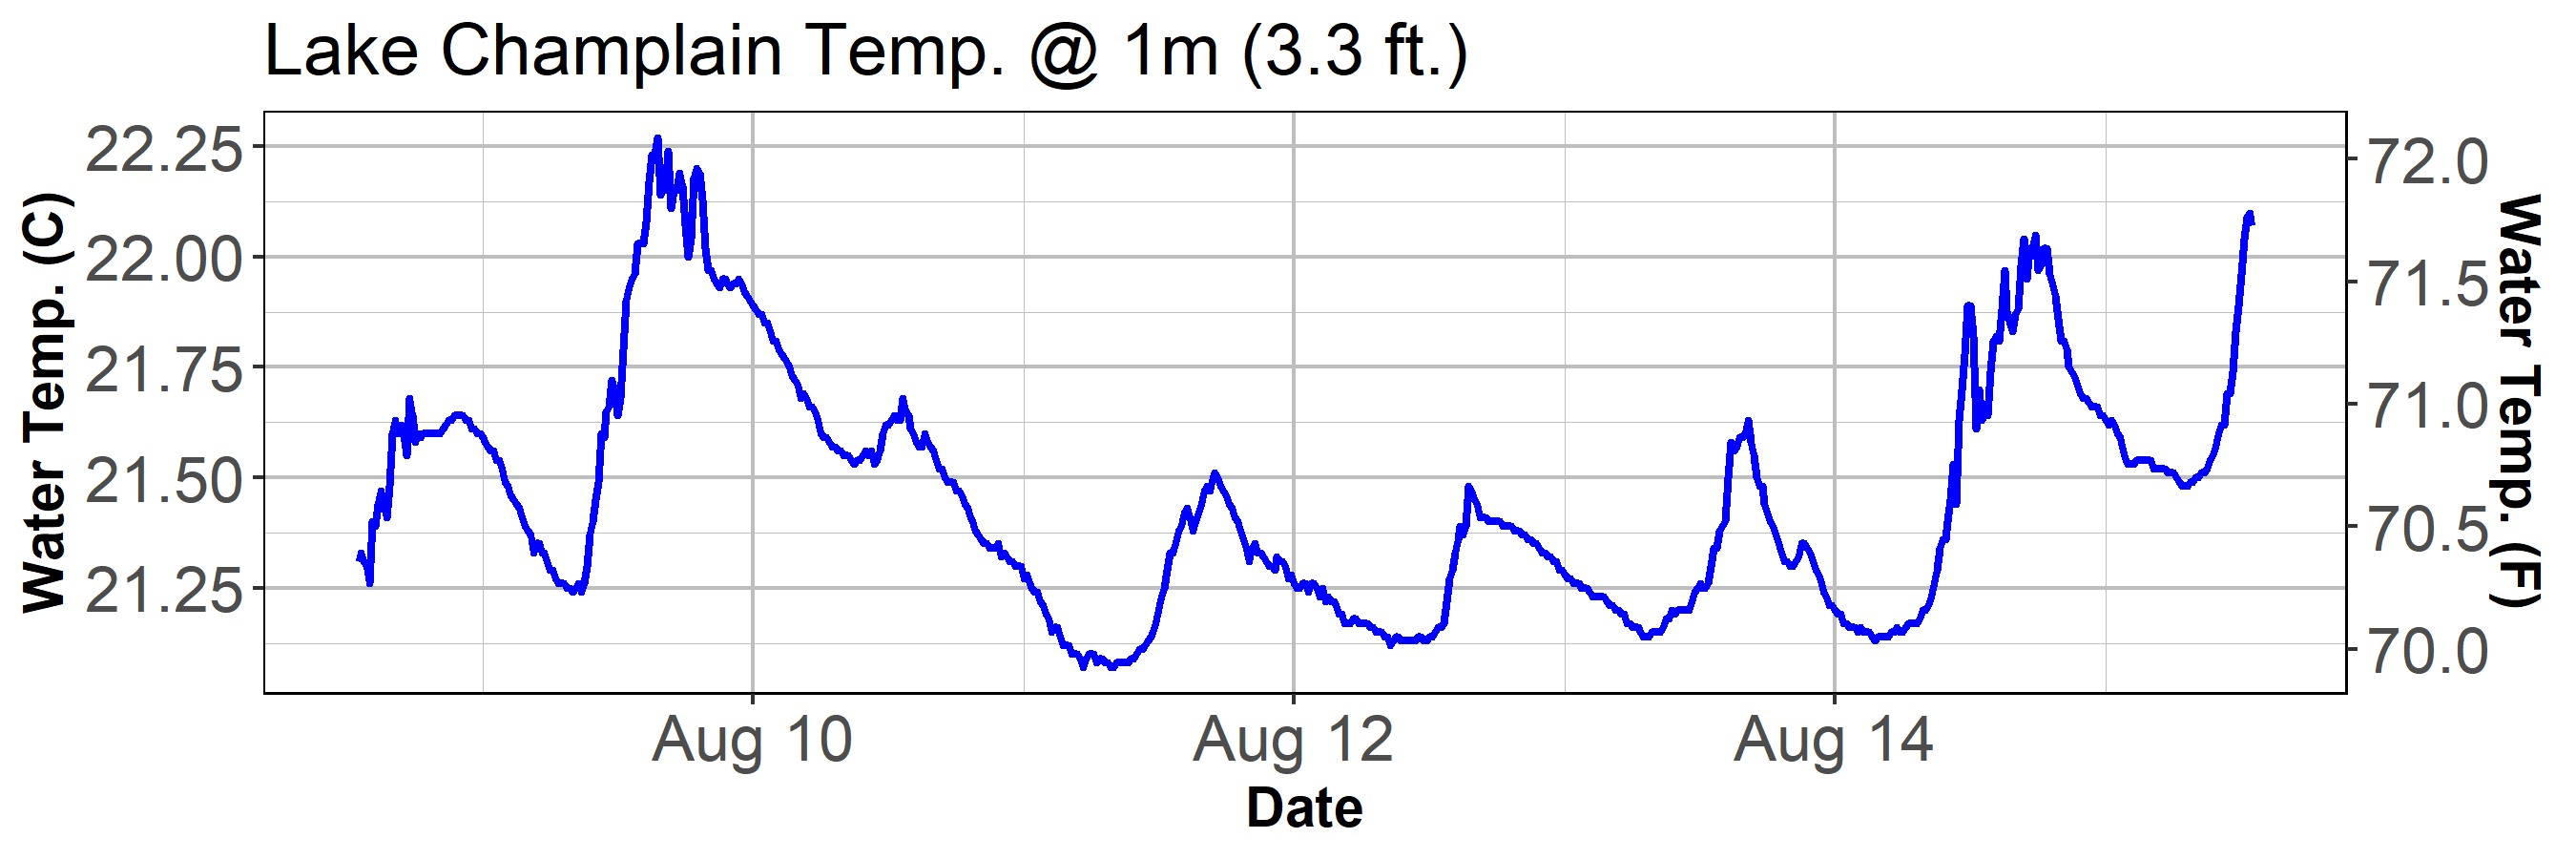 Lake Champlain Temp. @ 1m (3.3 ft.)
Water Temp. (C)
22.25
22.00
21.75
21.50
21.25
72.0
71.5
71.0
70.5
70.0
Water Temp. (F)
Aug 10 Aug 12 Aug 14
Date